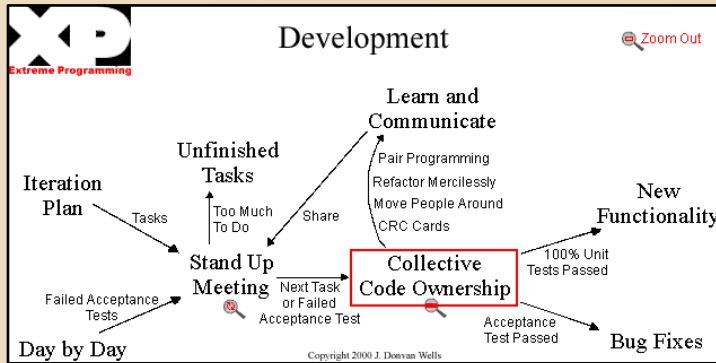 XP
Extreme Programming
Development
Zoom Out
Learn and
Communicate
Unfinished
Tasks
Pair Programming
Refactor Mercilessly
Move People Around
CRC Cards
Iteration
Plan
New
Functionality
Tasks
Too Much
To Do
Share
Stand Up
Meeting
Next Task
or Failed
Acceptance Test
Collective
Code Ownership
100% Unit
Tests Passed
Failed Acceptance
Tests
Acceptance
Test Passed
Day by Day
Bug Fixes
Copyright 2000 J. Donvan Wells